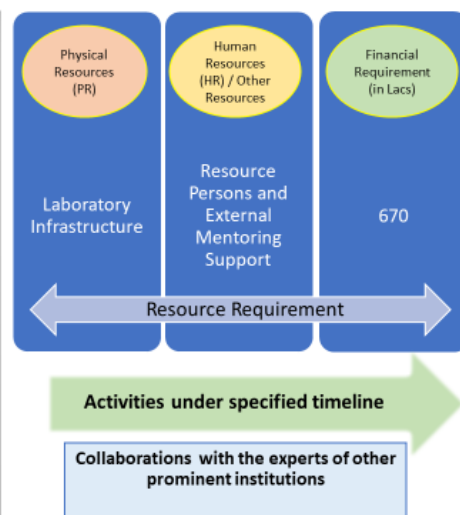 Physical
Resources
(PR)
Human
Resources
(HR) / Other
Resources
Financial
Requirement
(in Lacs)
Laboratory
Infrastructure
Resource
Persons and
External
Mentoring
Support
670
Resource Requirement
Activities under specified timeline
Collaborations with the experts of other
prominent institutions